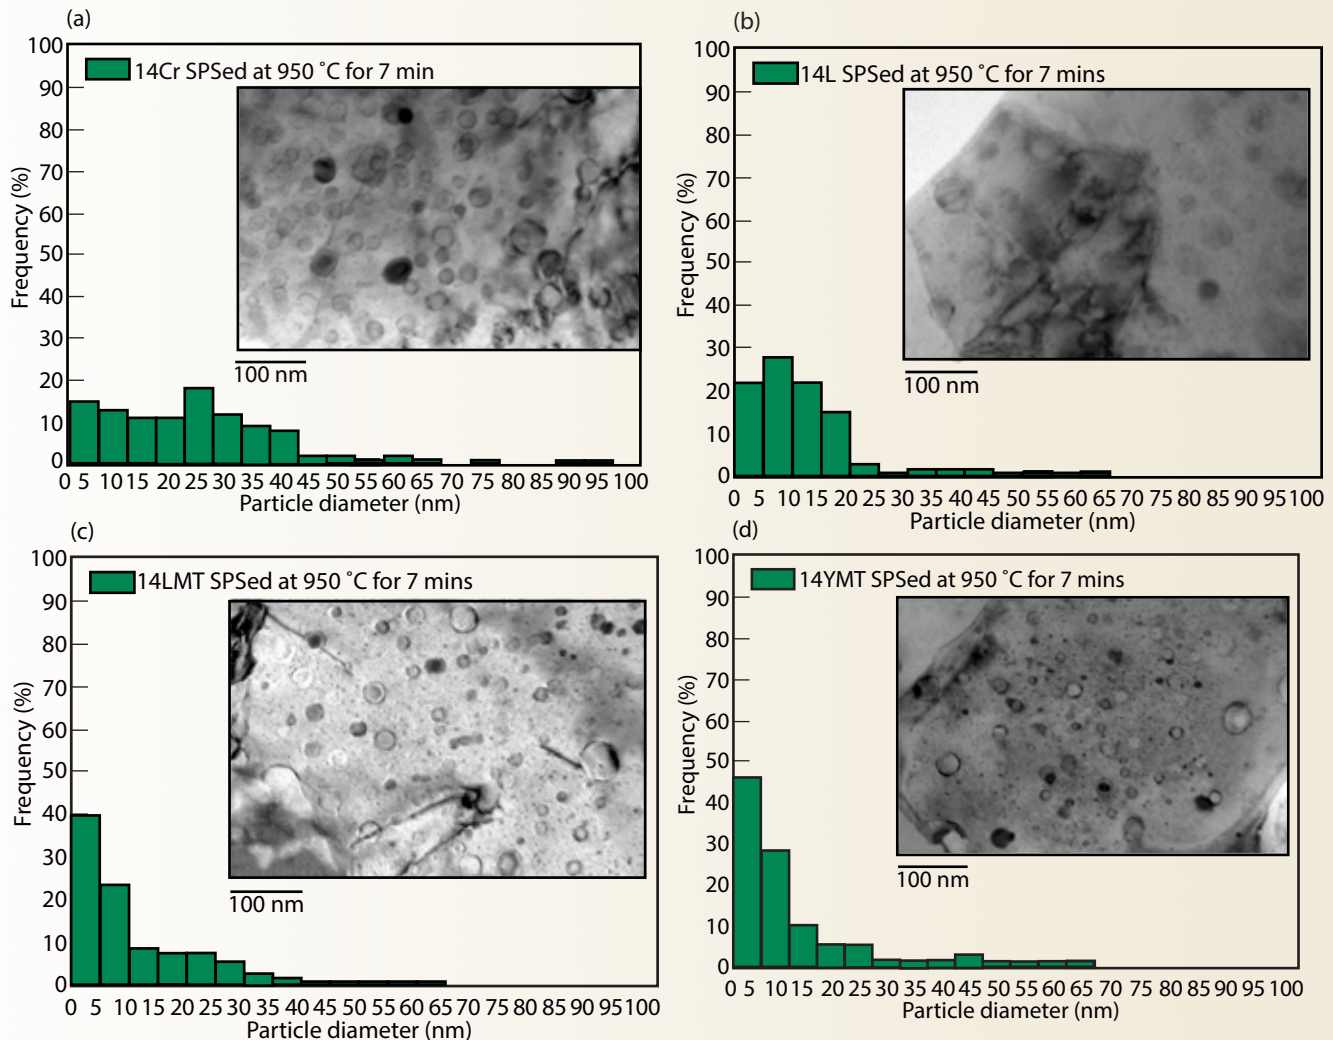 (a)
14Cr SPSed at 950 ˚C for 7 min
100
90
80
70
60
50
40
30
20
10
0
Frequency (%)
100 nm
0 5 10 15 20 25 30 35 40 45 50 55 60 65 70 75 80 85 90 95 100
Particle diameter (nm)
(b)
14L SPSed at 950 ˚C for 7 mins
100
90
80
70
60
50
40
30
20
10
0
Frequency (%)
100 nm
0 5 10 15 20 25 30 35 40 45 50 55 60 65 70 75 80 85 90 95 100
Particle diameter (nm)
(c)
14LMT SPSed at 950 ˚C for 7 mins
100
90
80
70
60
50
40
30
20
10
0
Frequency (%)
100 nm
0 5 10 15 20 25 30 35 40 45 50 55 60 65 70 75 80 85 90 95 100
Particle diameter (nm)
(d)
14YMT SPSed at 950 ˚C for 7 mins
100
90
80
70
60
50
40
30
20
10
0
Frequency (%)
100 nm
0 5 10 15 20 25 30 35 40 45 50 55 60 65 70 75 80 85 90 95 100
Particle diameter (nm)